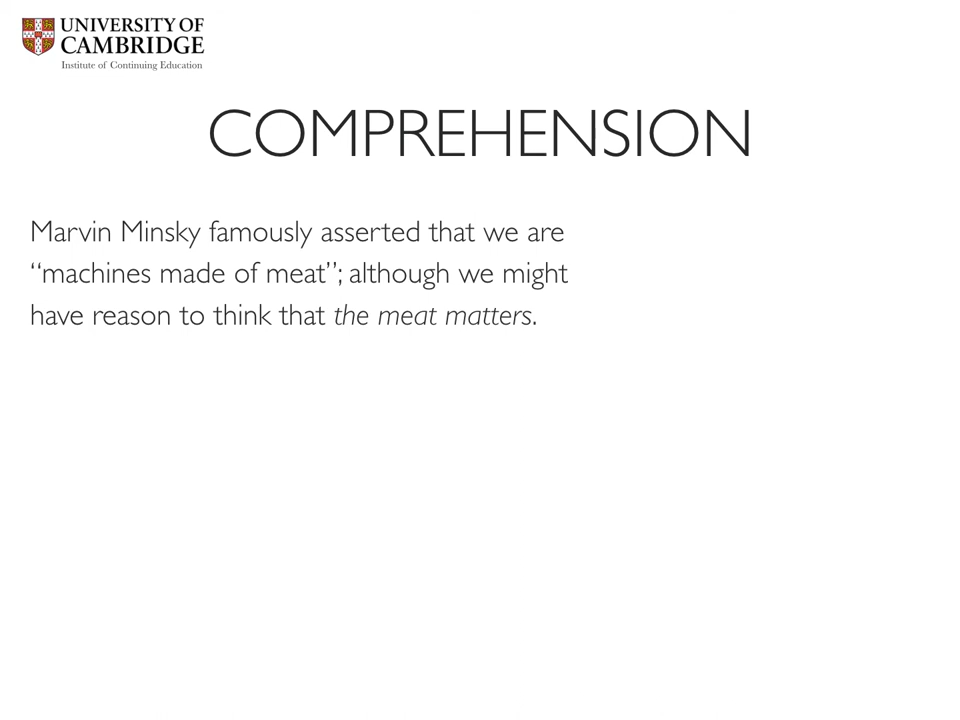 UNIVERSITY OF
CAMBRIDGE
Institute of Continuing Education
COMPREHENSION
Marvin Minsky famously asserted that we are
“machines made of meat”; although we might
have reason to think that the meat matters.